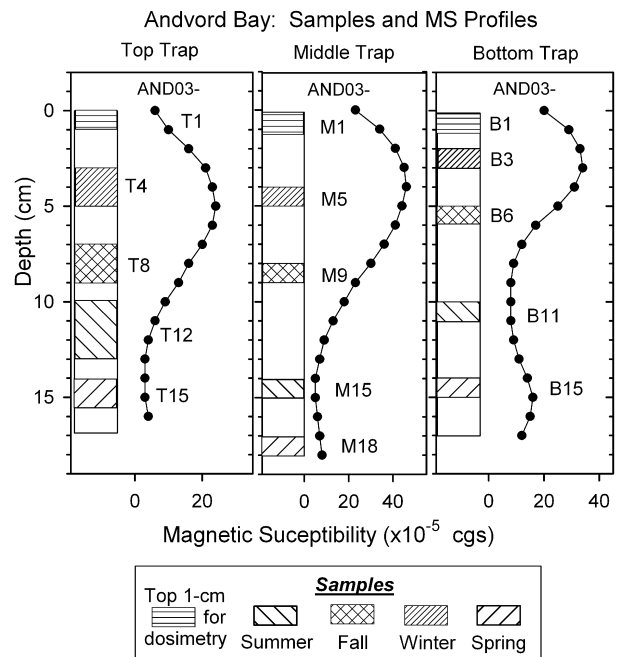 Andvord Bay: Samples and MS Profiles
Top Trap
Middle Trap
Bottom Trap
AND03-
AND03-
AND03-
T1
T4
T8
T12
T15
M1
M5
M9
M15
M18
B1
B3
B6
B11
B15
Depth (cm)
0
5
10
15
0
20
0
20
40
0
20
40
Magnetic Suceptibility (x10-5 cgs)
Samples
Top 1-cm
for
dosimetry
Summer
Fall
Winter
Spring